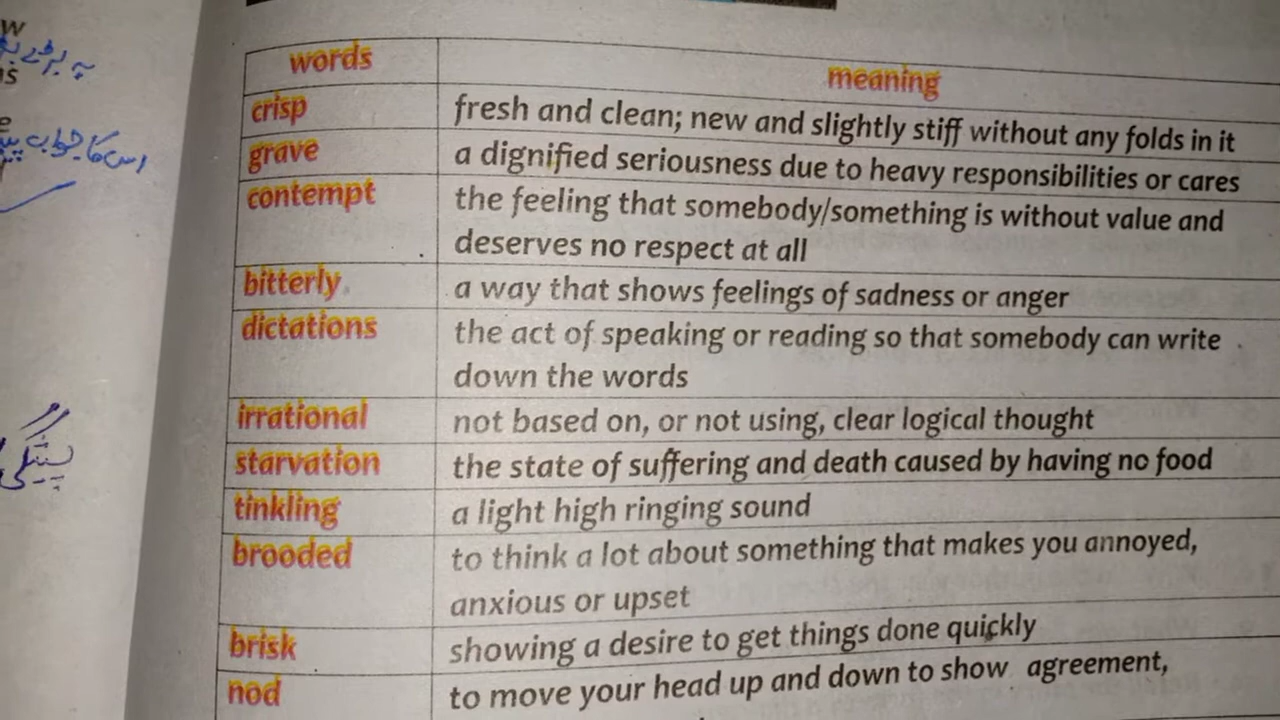 w
پہ بڑھے
is
e
اس کا جواب
words
meaning
crisp
fresh and clean; new and slightly stiff without any folds in it
grave
a dignified seriousness due to heavy responsibilities or cares
contempt
the feeling that somebody/something is without value and
deserves no respect at all
bitterly
a way that shows feelings of sadness or anger
dictations
the act of speaking or reading so that somebody can write
down the words
irrational
not based on, or not using, clear logical thought
starvation
the state of suffering and death caused by having no food
tinkling
a light high ringing sound
brooded
to think a lot about something that makes you annoyed,
anxious or upset
brisk
showing a desire to get things done quickly
nod
to move your head up and down to show agreement,